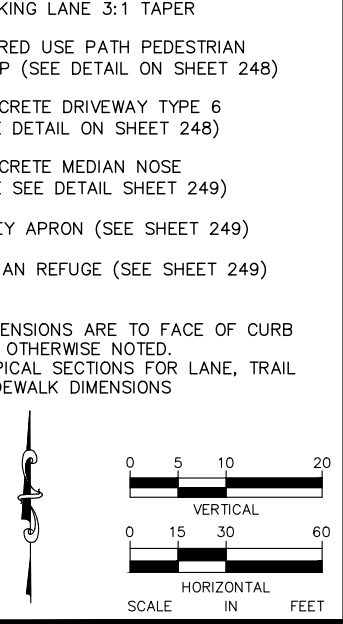 KING LANE 3:1 TAPER
RED USE PATH PEDESTRIAN
P (SEE DETAIL ON SHEET 248)
CRETE DRIVEWAY TYPE 6
E DETAIL ON SHEET 248)
CRETE MEDIAN NOSE
E SEE DETAIL SHEET 249)
EY APRON (SEE SHEET 249)
AN REFUGE (SEE SHEET 249)
ENSIONS ARE TO FACE OF CURB
OTHERWISE NOTED.
PICAL SECTIONS FOR LANE, TRAIL
DEWALK DIMENSIONS
0 5 10 20
VERTICAL
0 15 30 60
HORIZONTAL
SCALE IN FEET